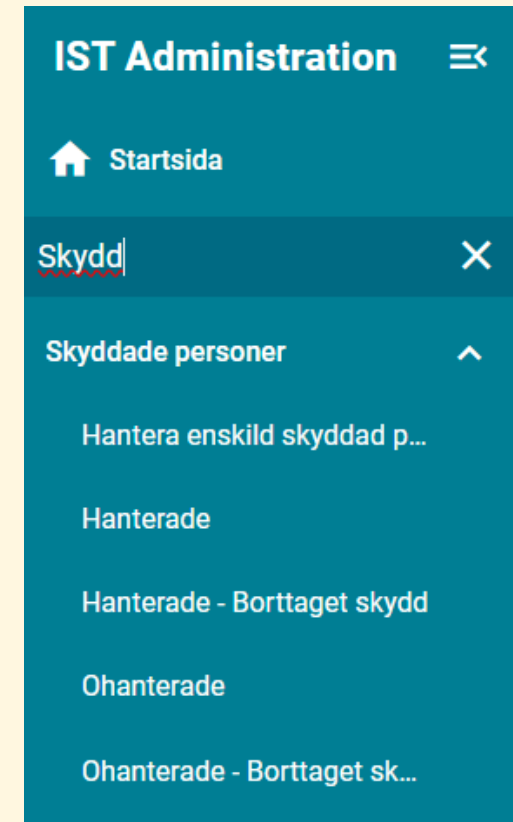 IST Administration
Startsida
Skydd
Skyddade personer
Hantera enskild skyddad p...
Hanterade
Hanterade - Borttaget skydd
Ohanterade
Ohanterade - Borttaget sk...